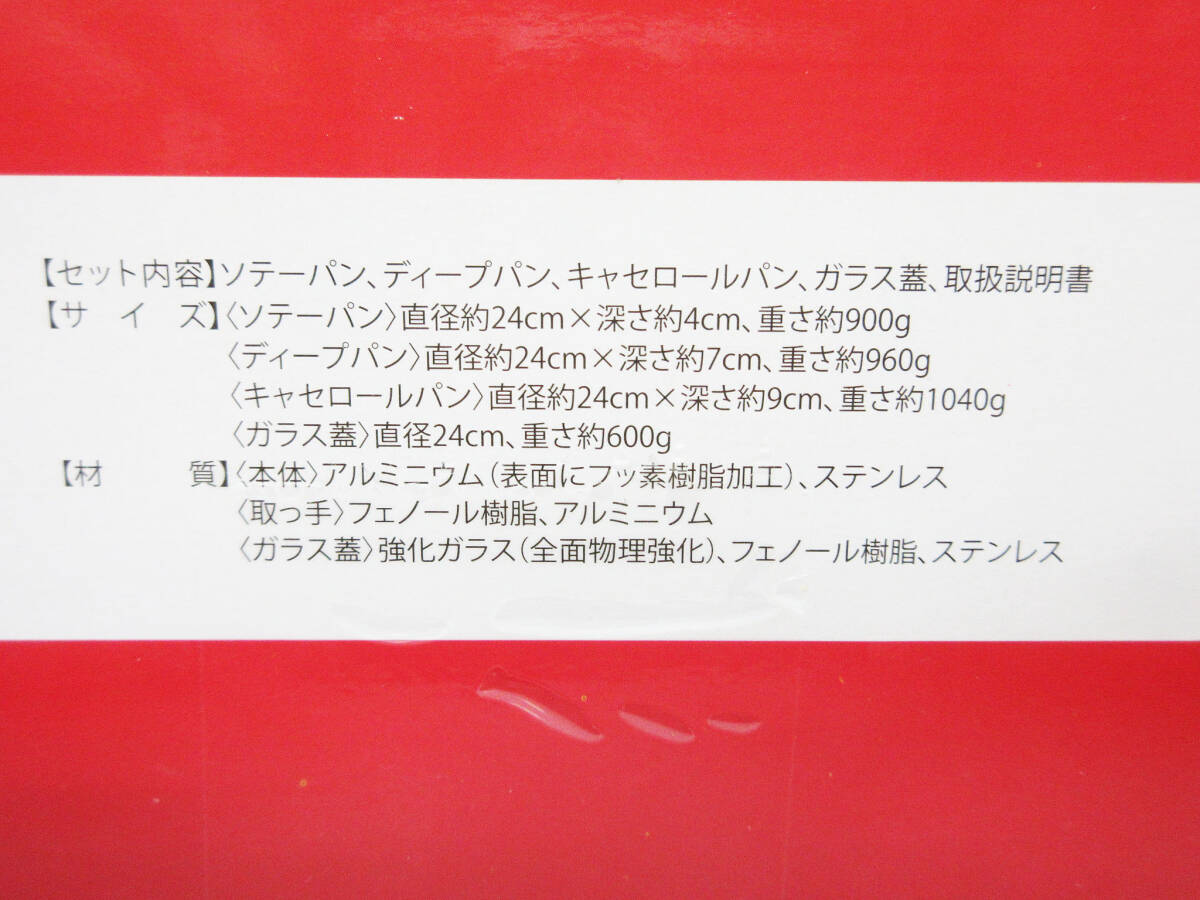 【セット内容】ソテーパン、ディープパン、キャセロールパン、ガラス蓋、取扱説明書
【サイズ】〈ソテーパン〉直径約24cm×深さ約4cm、重さ約900g
〈ディープパン〉直径約24cm×深さ約7cm、重さ約960g
〈キャセロールパン〉直径約24cm×深さ約9cm、重さ約1040g
〈ガラス蓋〉直径24cm、重さ約600g
【材質】〈本体〉アルミニウム(表面にフッ素樹脂加工)、ステンレス
〈取っ手〉フェノール樹脂、アルミニウム
〈ガラス蓋〉強化ガラス(全面物理強化)、フェノール樹脂、ステンレス